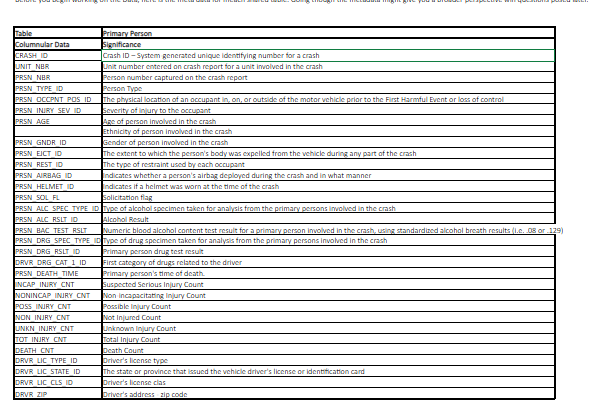 Before you begin working on the Data, here is the meta data for each shared table. Going though the metadata might give you a broader perspective will questions posed later.
Table Primary Person
Columnular Data Significance
CRASH_ID Crash ID – System generated unique identifying number for a crash
UNIT_NBR Unit number entered on crash report for a unit involved in the crash
PRSN_NBR Person number captured on the crash report
PRSN_TYPE_ID Person Type
PRSN_OCCPNT_POS_ID The physical location of an occupant in, on, or outside of the motor vehicle prior to the First Harmful Event or loss of control
PRSN_INJRY_SEV_ID Severity of injury to the occupant
PRSN_AGE Age of person involved in the crash
Ethnicity of person involved in the crash
PRSN_GNDR_ID Gender of person involved in the crash
PRSN_EJCT_ID The extent to which the person's body was expelled from the vehicle during any part of the crash
PRSN_REST_ID The type of restraint used by each occupant
PRSN_AIRBAG_ID Indicates whether a person's airbag deployed during the crash and in what manner
PRSN_HELMET_ID Indicates if a helmet was worn at the time of the crash
PRSN_SOL_FL Solicitation flag
PRSN_ALC_SPEC_TYPE_ID Type of alcohol specimen taken for analysis from the primary persons involved in the crash
PRSN_ALC_RSLT_ID Alcohol Result
PRSN_BAC_TEST_RSLT Numeric blood alcohol content test result for a primary person involved in the crash, using standardized alcohol breath results (i.e. .08 or .129)
PRSN_DRG_SPEC_TYPE_ID Type of drug specimen taken for analysis from the primary persons involved in the crash
PRSN_DRG_RSLT_ID Primary person drug test result
DRVR_DRG_CAT_1_ID First category of drugs related to the driver
PRSN_DEATH_TIME Primary person's time of death.
INCAP_INJRY_CNT Suspected Serious Injury Count
NONINCAP_INJRY_CNT Non incapacitating Injury Count
POSS_INJRY_CNT Possible Injury Count
NON_INJRY_CNT Not Injured Count
UNKN_INJRY_CNT Unknown Injury Count
TOT_INJRY_CNT Total Injury Count
DEATH_CNT Death Count
DRVR_LIC_TYPE_ID Driver's license type
DRVR_LIC_STATE_ID The state or province that issued the vehicle driver's license or identification card
DRVR_LIC_CLS_ID Driver's license clas
DRVR_ZIP Driver's address zip code